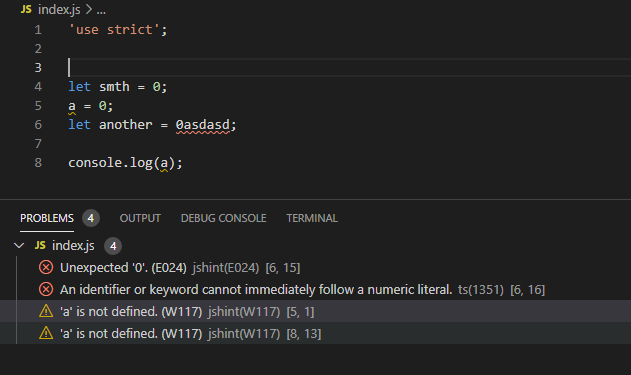 JS index.js > ...
1 'use strict';
2
3
4 let smth = 0;
5 a = 0;
6 let another = 0asdasd;
7
8 console.log(a);
PROBLEMS 4 OUTPUT DEBUG CONSOLE TERMINAL
JS index.js 4
Unexpected '0'. (E024) jshint(E024) [6, 15]
An identifier or keyword cannot immediately follow a numeric literal. ts(1351) [6, 16]
'a' is not defined. (W117) jshint(W117) [5, 1]
'a' is not defined. (W117) jshint(W117) [8, 13]